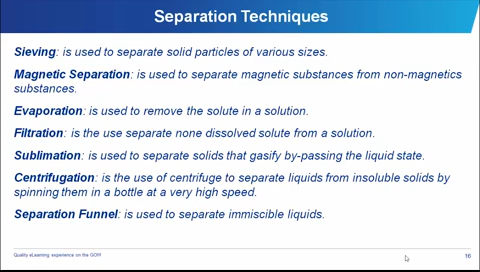 Separation Techniques
Sieving: is used to separate solid particles of various sizes.
Magnetic Separation: is used to separate magnetic substances from non-magnetics
substances.
Evaporation: is used to remove the solute in a solution.
Filtration: is the use separate none dissolved solute from a solution.
Sublimation: is used to separate solids that gasify by-passing the liquid state.
Centrifugation: is the use of centrifuge to separate liquids from insoluble solids by
spinning them in a bottle at a very high speed.
Separation Funnel: is used to separate immiscible liquids.
Quality eLearning experience on the GO!!!
16